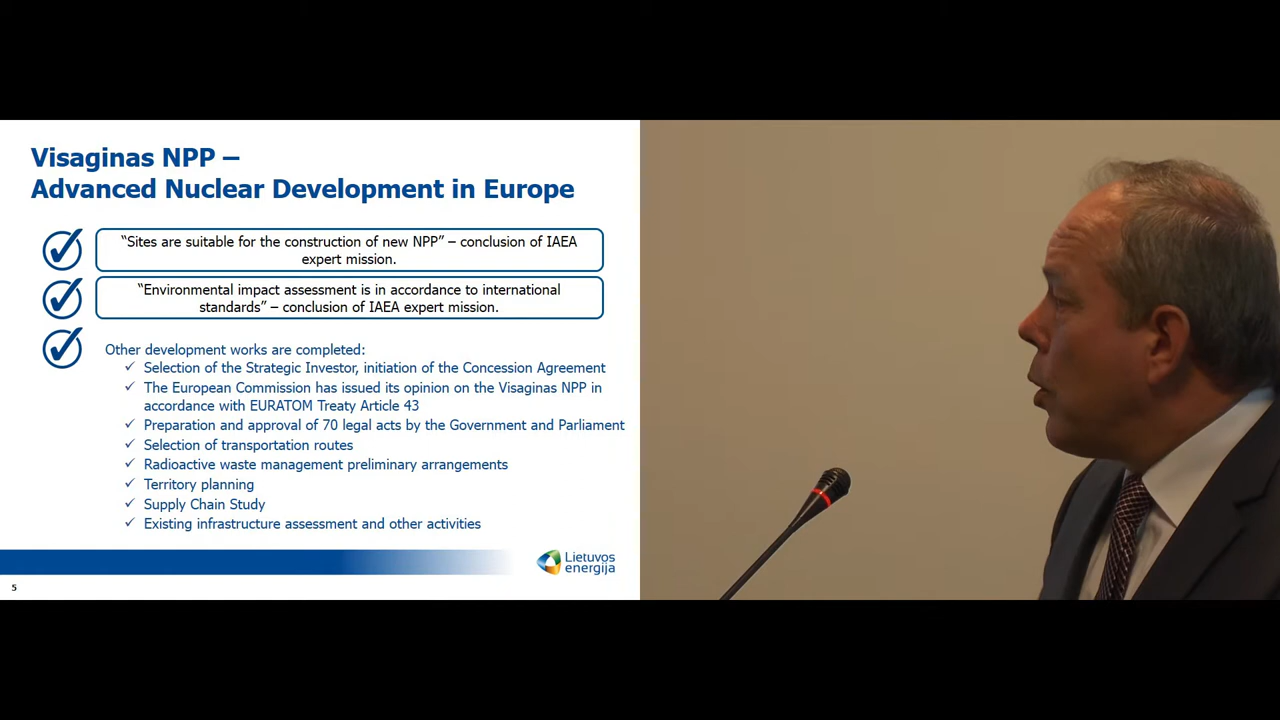 Visaginas NPP –
Advanced Nuclear Development in Europe
“Sites are suitable for the construction of new NPP” – conclusion of IAEA
expert mission.
“Environmental impact assessment is in accordance to international
standards” – conclusion of IAEA expert mission.
Other development works are completed:
Selection of the Strategic Investor, initiation of the Concession Agreement
The European Commission has issued its opinion on the Visaginas NPP in
accordance with EURATOM Treaty Article 43
Preparation and approval of 70 legal acts by the Government and Parliament
Selection of transportation routes
Radioactive waste management preliminary arrangements
Territory planning
Supply Chain Study
Existing infrastructure assessment and other activities
Lietuvos
energija
5